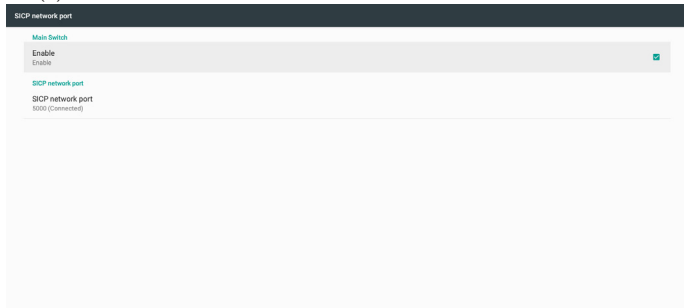 SICP network port
Main Switch
Enable
Enable
SICP network port
SICP network port
5000 (Connected)